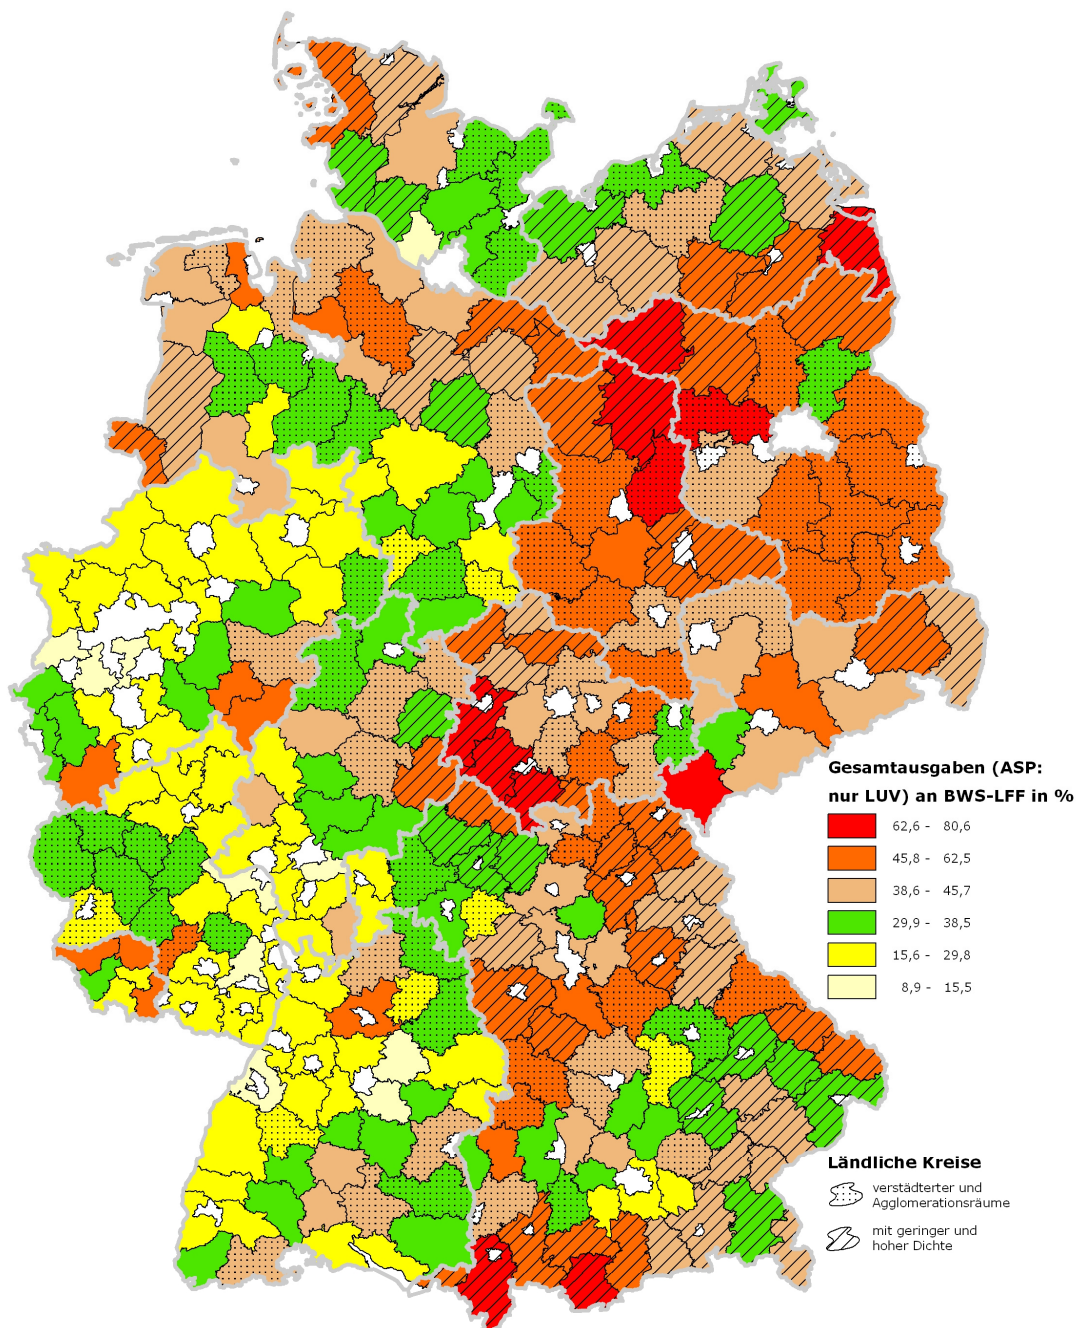 Gesamtausgaben (ASP:
nur LUV) an BWS-LFF in %
62,6 - 80,6
45,8 - 62,5
38,6 - 45,7
29,9 - 38,5
15,6 - 29,8
8,9 - 15,5
Ländliche Kreise
verstädterter und
Agglomerationsräume
mit geringer und
hoher Dichte